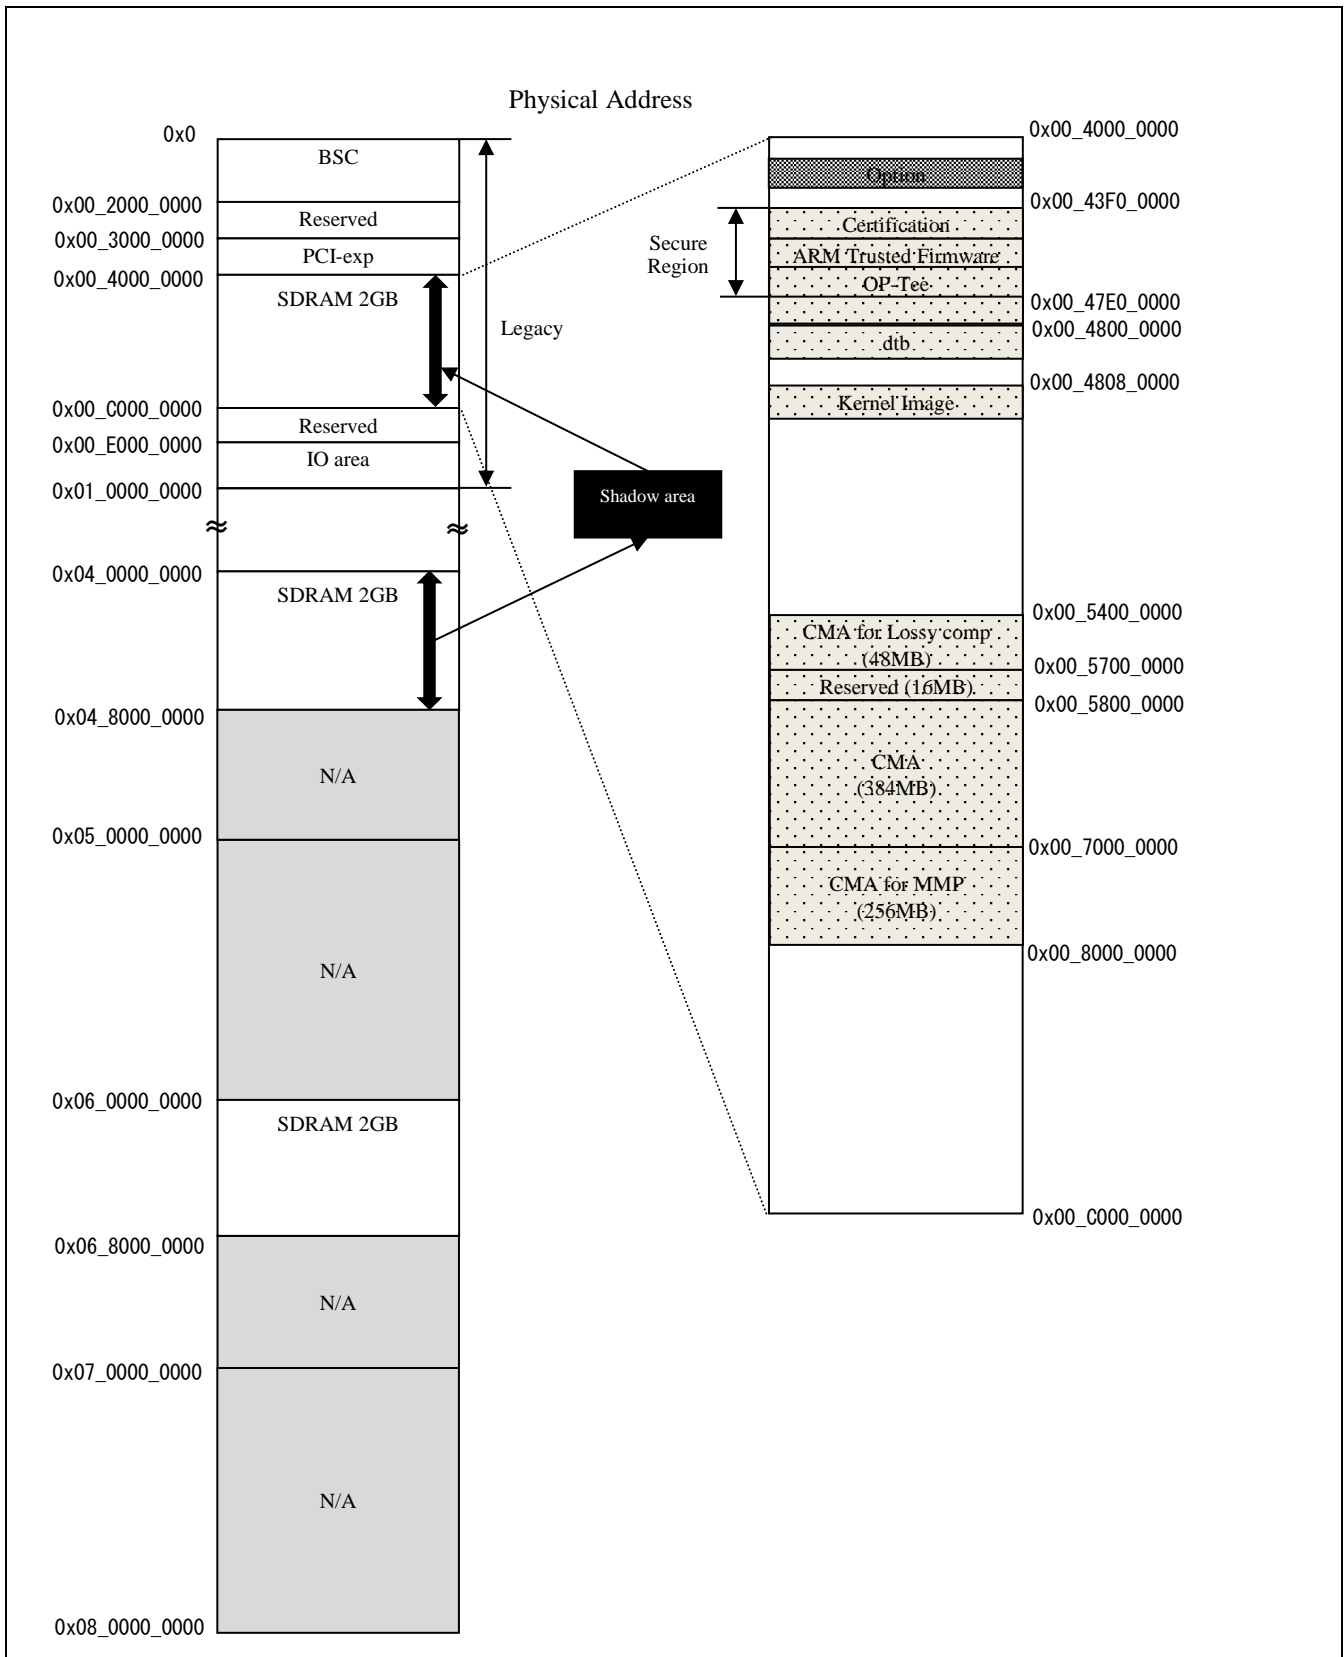 Physical Address
0x0
BSC
0x00_2000_0000
Reserved
0x00_3000_0000
PCI-exp
0x00_4000_0000
SDRAM 2GB
Legacy
0x00_C000_0000
Reserved
0x00_E000_0000
IO area
0x01_0000_0000
≈
≈
0x04_0000_0000
SDRAM 2GB
0x04_8000_0000
N/A
0x05_0000_0000
N/A
0x06_0000_0000
SDRAM 2GB
0x06_8000_0000
N/A
0x07_0000_0000
N/A
0x08_0000_0000
Shadow area
0x00_4000_0000
Option
0x00_43F0_0000
Secure
Region
Certification
ARM Trusted Firmware
OP-Tee
0x00_47E0_0000
0x00_4800_0000
dtb
0x00_4808_0000
Kernel Image
0x00_5400_0000
CMA for Lossy comp
(48MB)
0x00_5700_0000
Reserved (16MB)
0x00_5800_0000
CMA
(384MB)
0x00_7000_0000
CMA for MMP
(256MB)
0x00_8000_0000
0x00_C000_0000